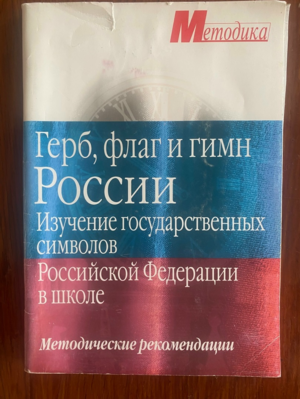 Методика
Герб, флаг и гимн
России
Изучение государственных
символов
Российской Федерации
в школе
Методические рекомендации